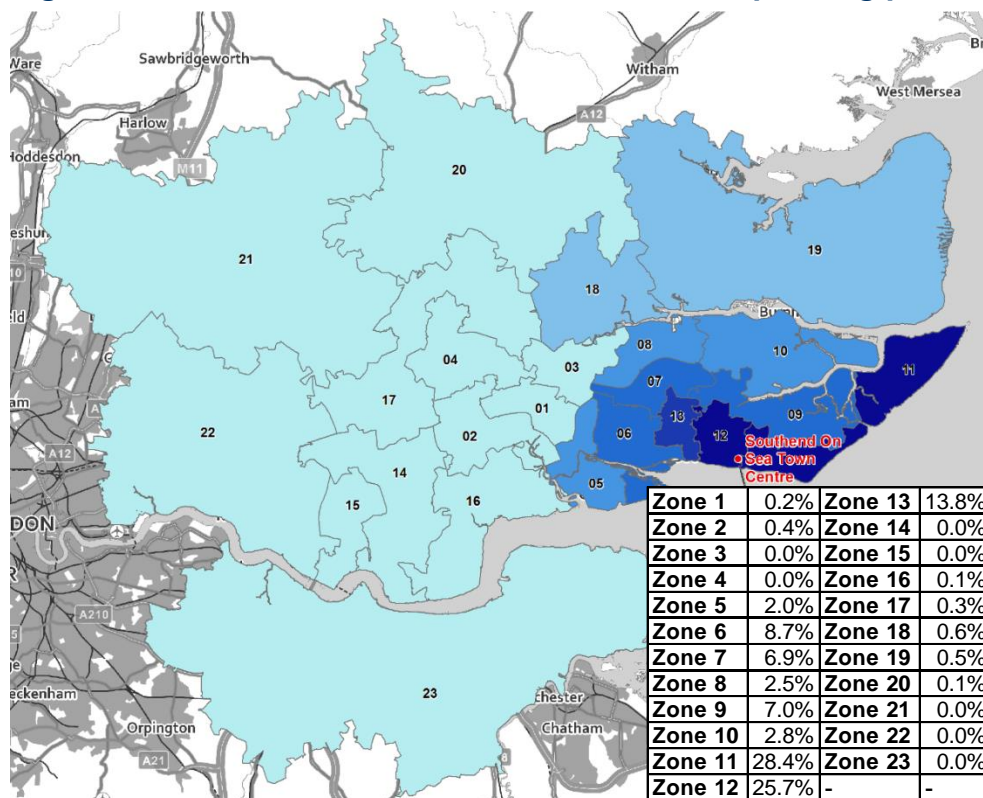 Ware
Sawbridgeworth
Witham
West Mersea
Harlow
A12
Hoddesdon
M11
20
19
21
18
10
08
10
04
03
07
11
17
01
13
09
06
12
02
22
Southend On
Sea Town
Centre
A12
14
05
15
16
DON
A210
23
chester
Chatham
eckenham
Orpington
A21
Zone 1 0.2% Zone 13 13.8%
Zone 2 0.4% Zone 14 0.0%
Zone 3 0.0% Zone 15 0.0%
Zone 4 0.0% Zone 16 0.1%
Zone 5 2.0% Zone 17 0.3%
Zone 6 8.7% Zone 18 0.6%
Zone 7 6.9% Zone 19 0.5%
Zone 8 2.5% Zone 20 0.1%
Zone 9 7.0% Zone 21 0.0%
Zone 10 2.8% Zone 22 0.0%
Zone 11 28.4% Zone 23 0.0%
Zone 12 25.7% - -